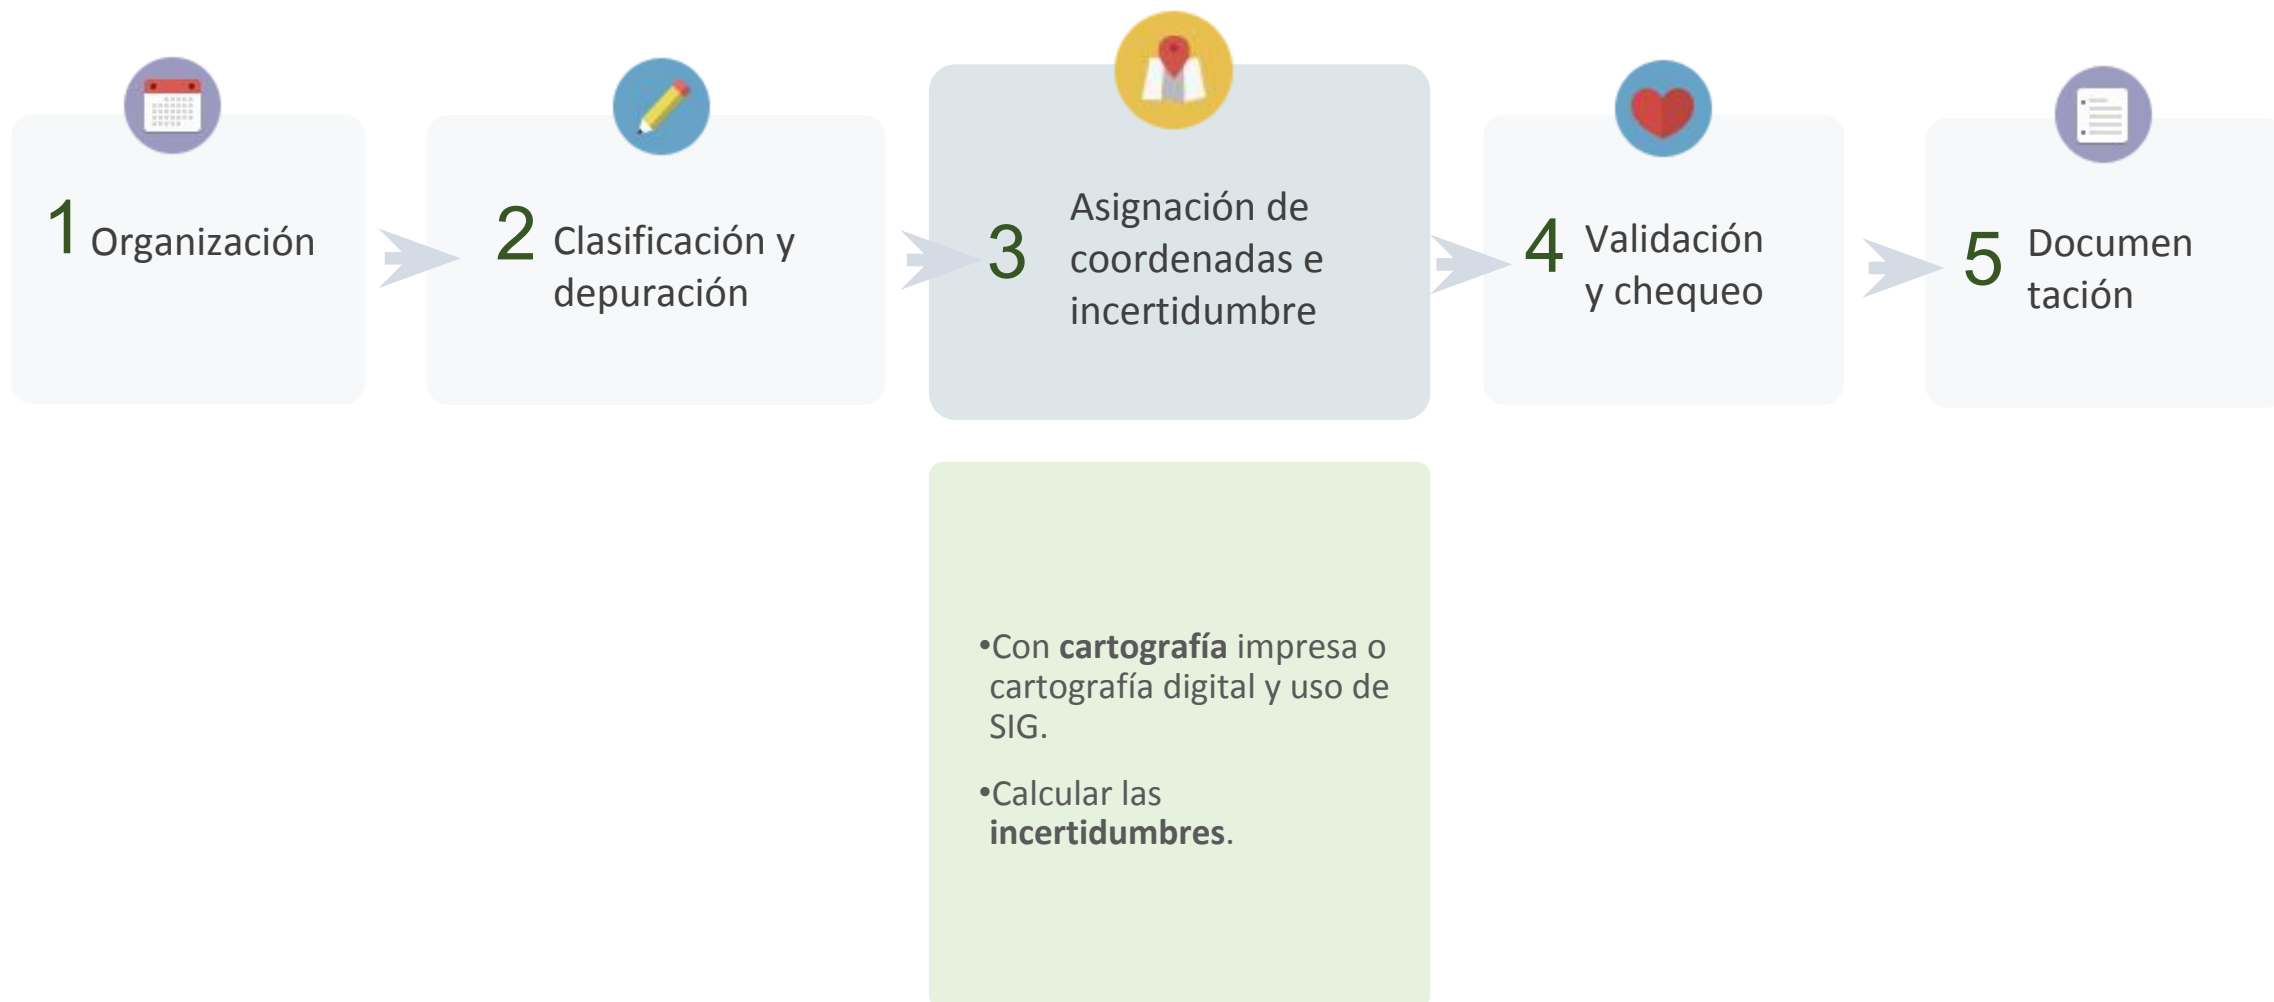 1 Organización
2 Clasificación y
depuración
3 Asignación de
coordenadas e
incertidumbre
4 Validación
y chequeo
5 Documen
tación
•Con cartografía impresa o
cartografía digital y uso de
SIG.
•Calcular las
incertidumbres.